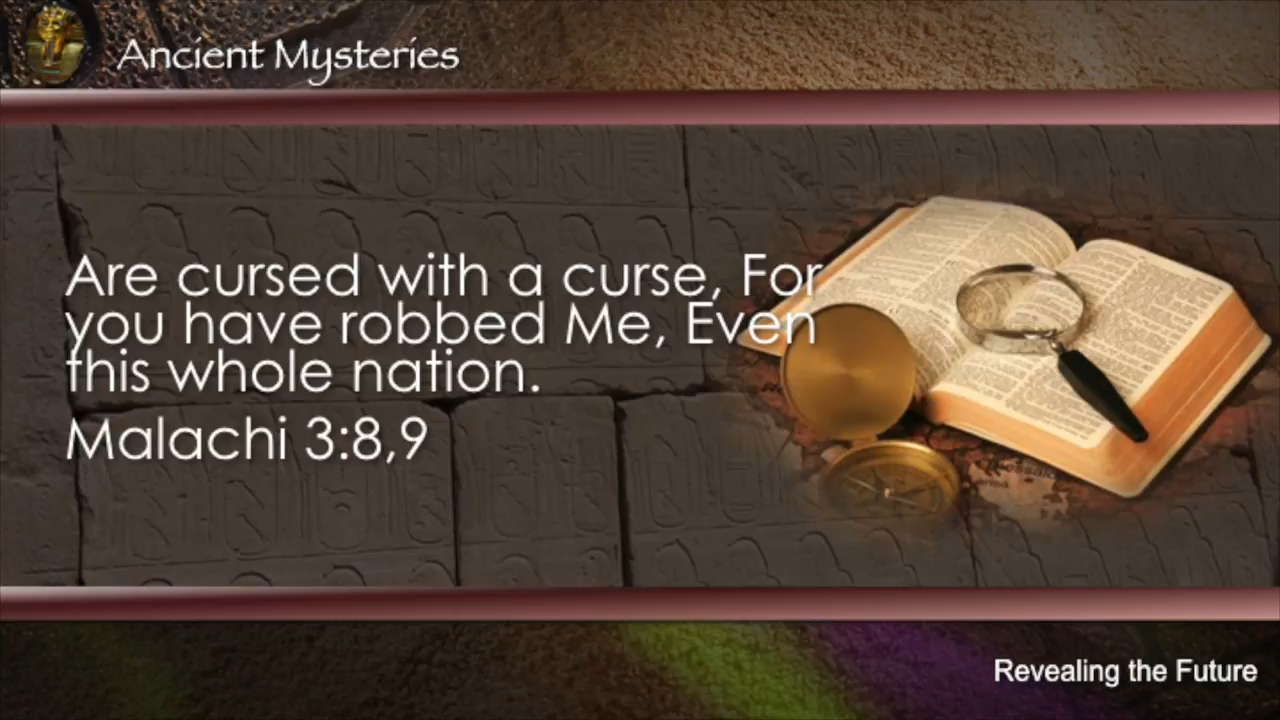 Ancient Mysteries
Are cursed with a curse, For
you have robbed Me, Even
this whole nation.
Malachi 3:8,9
Revealing the Future